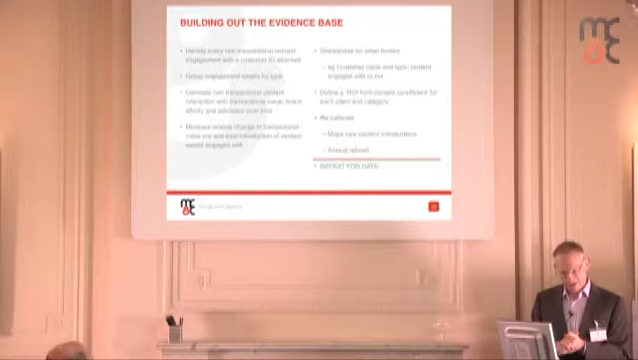 BUILDING OUT THE EVIDENCE BASE
• Identify every non transactional content
engagement with a customer ID attached
• Group engagement assets by type
• Correlate non transactional content
interaction with transactional value, brand
affinity and advocacy over time
• Measure relative change in transactional
value pre and post introduction of content
assets engaged with
• Standardise for other factors
– eg Customer value and type, content
engaged with or not
• Define a 'ROI from content coefficient' for
each client and category
• Re-calibrate
– Major new content introductions
– Annual refresh
• REPEAT FOR DATA! …
mc
&c
mc
&c